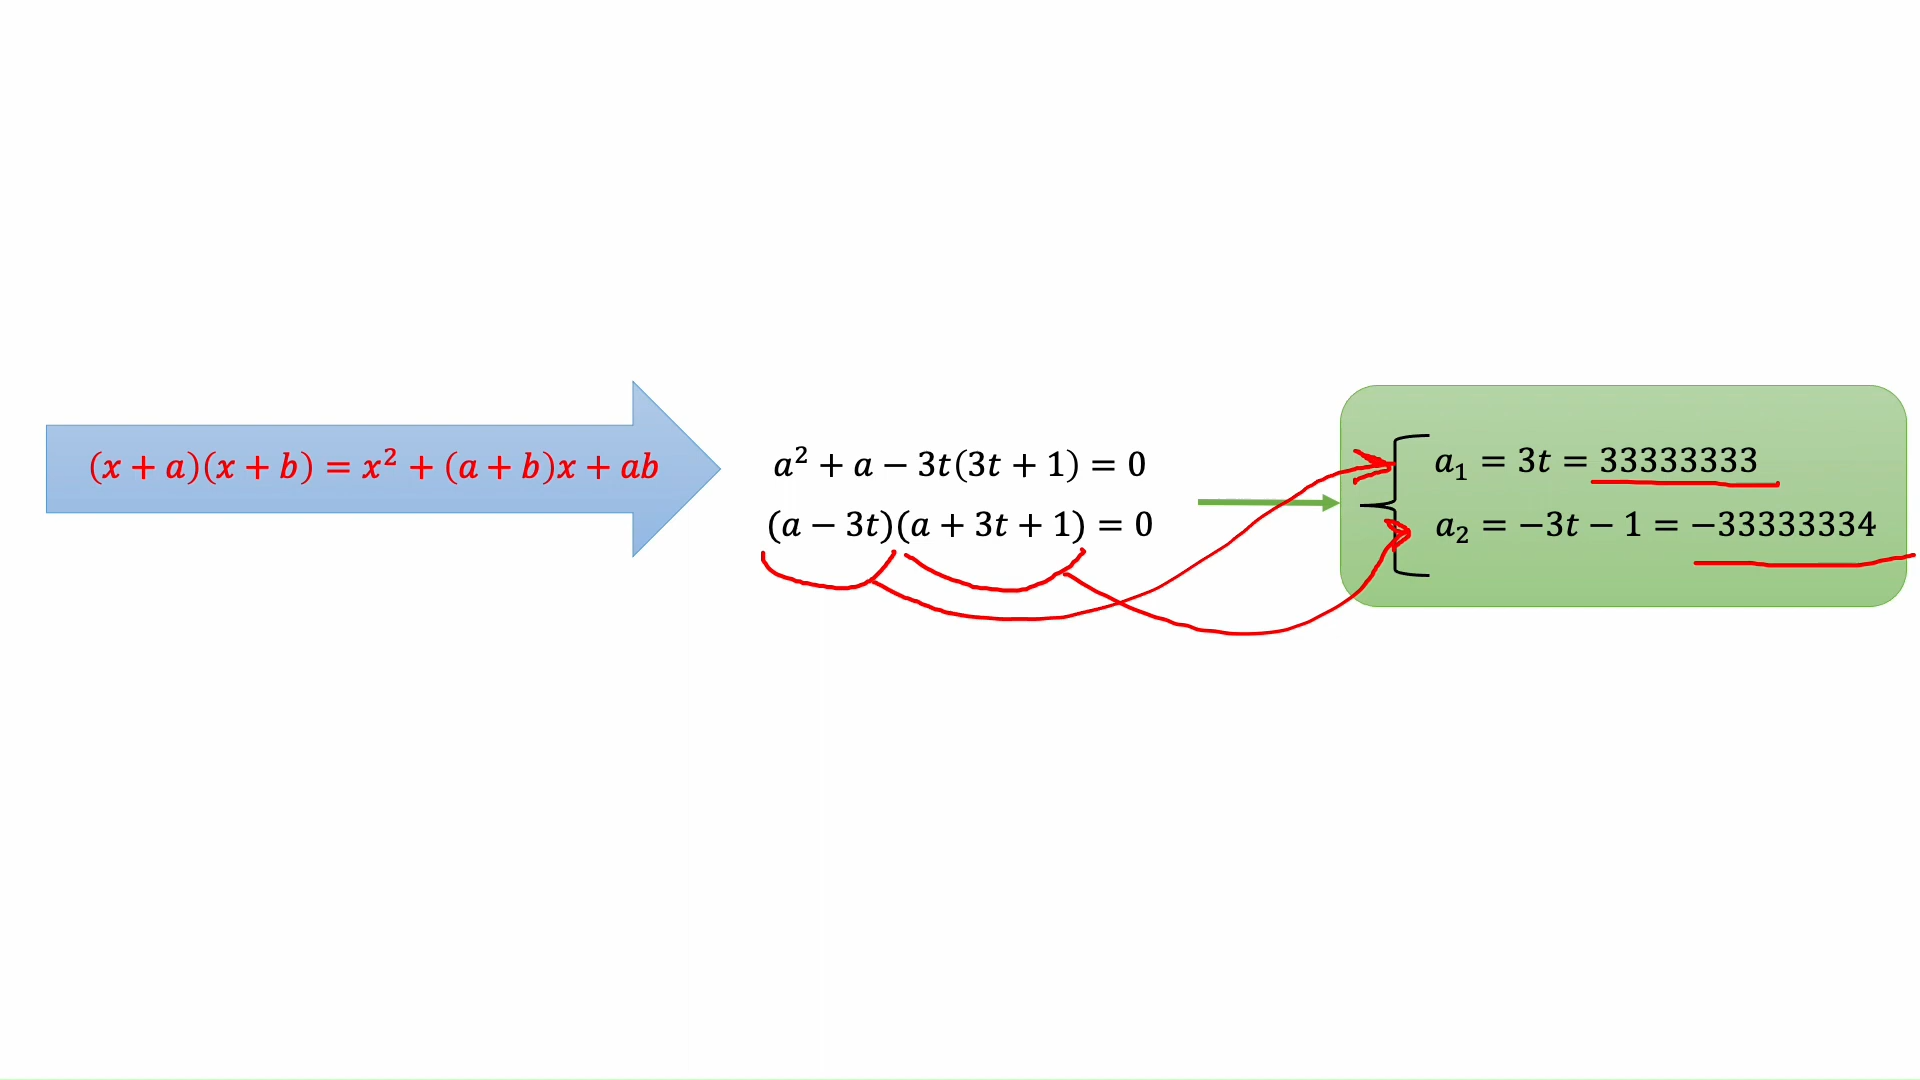 (x + a)(x + b) = x² + (a + b)x + ab
a² + a − 3t(3t + 1) = 0
(a − 3t)(a + 3t + 1) = 0
a₁ = 3t = 33333333
a₂ = −3t − 1 = −33333334